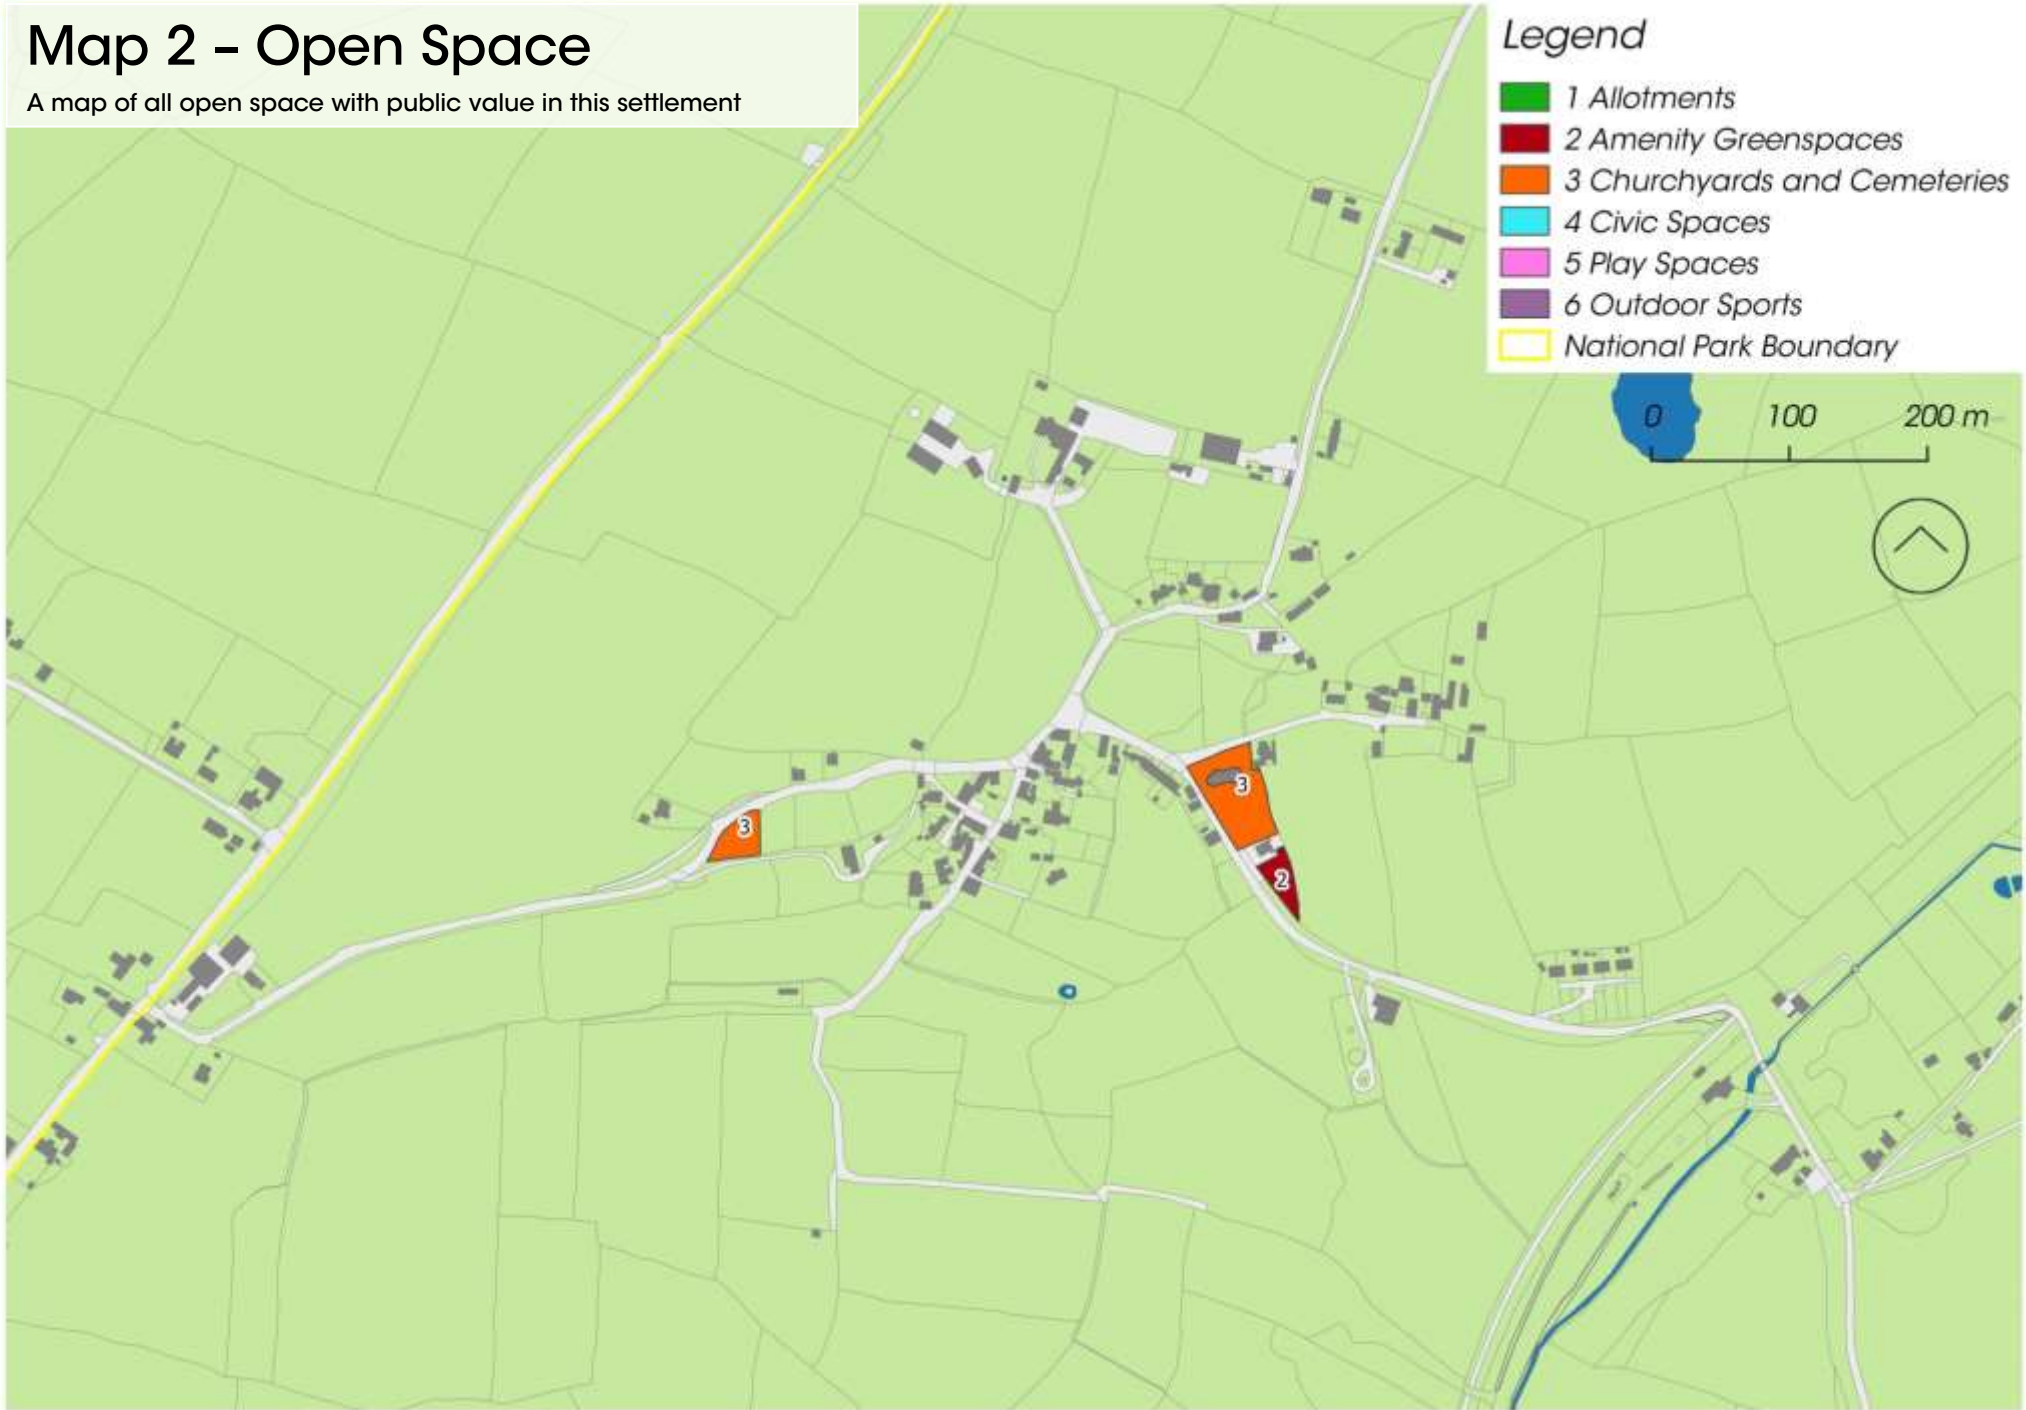 Map 2 – Open Space
A map of all open space with public value in this settlement
Legend
1 Allotments
2 Amenity Greenspaces
3 Churchyards and Cemeteries
4 Civic Spaces
5 Play Spaces
6 Outdoor Sports
National Park Boundary
0 100 200 m
3
3
2